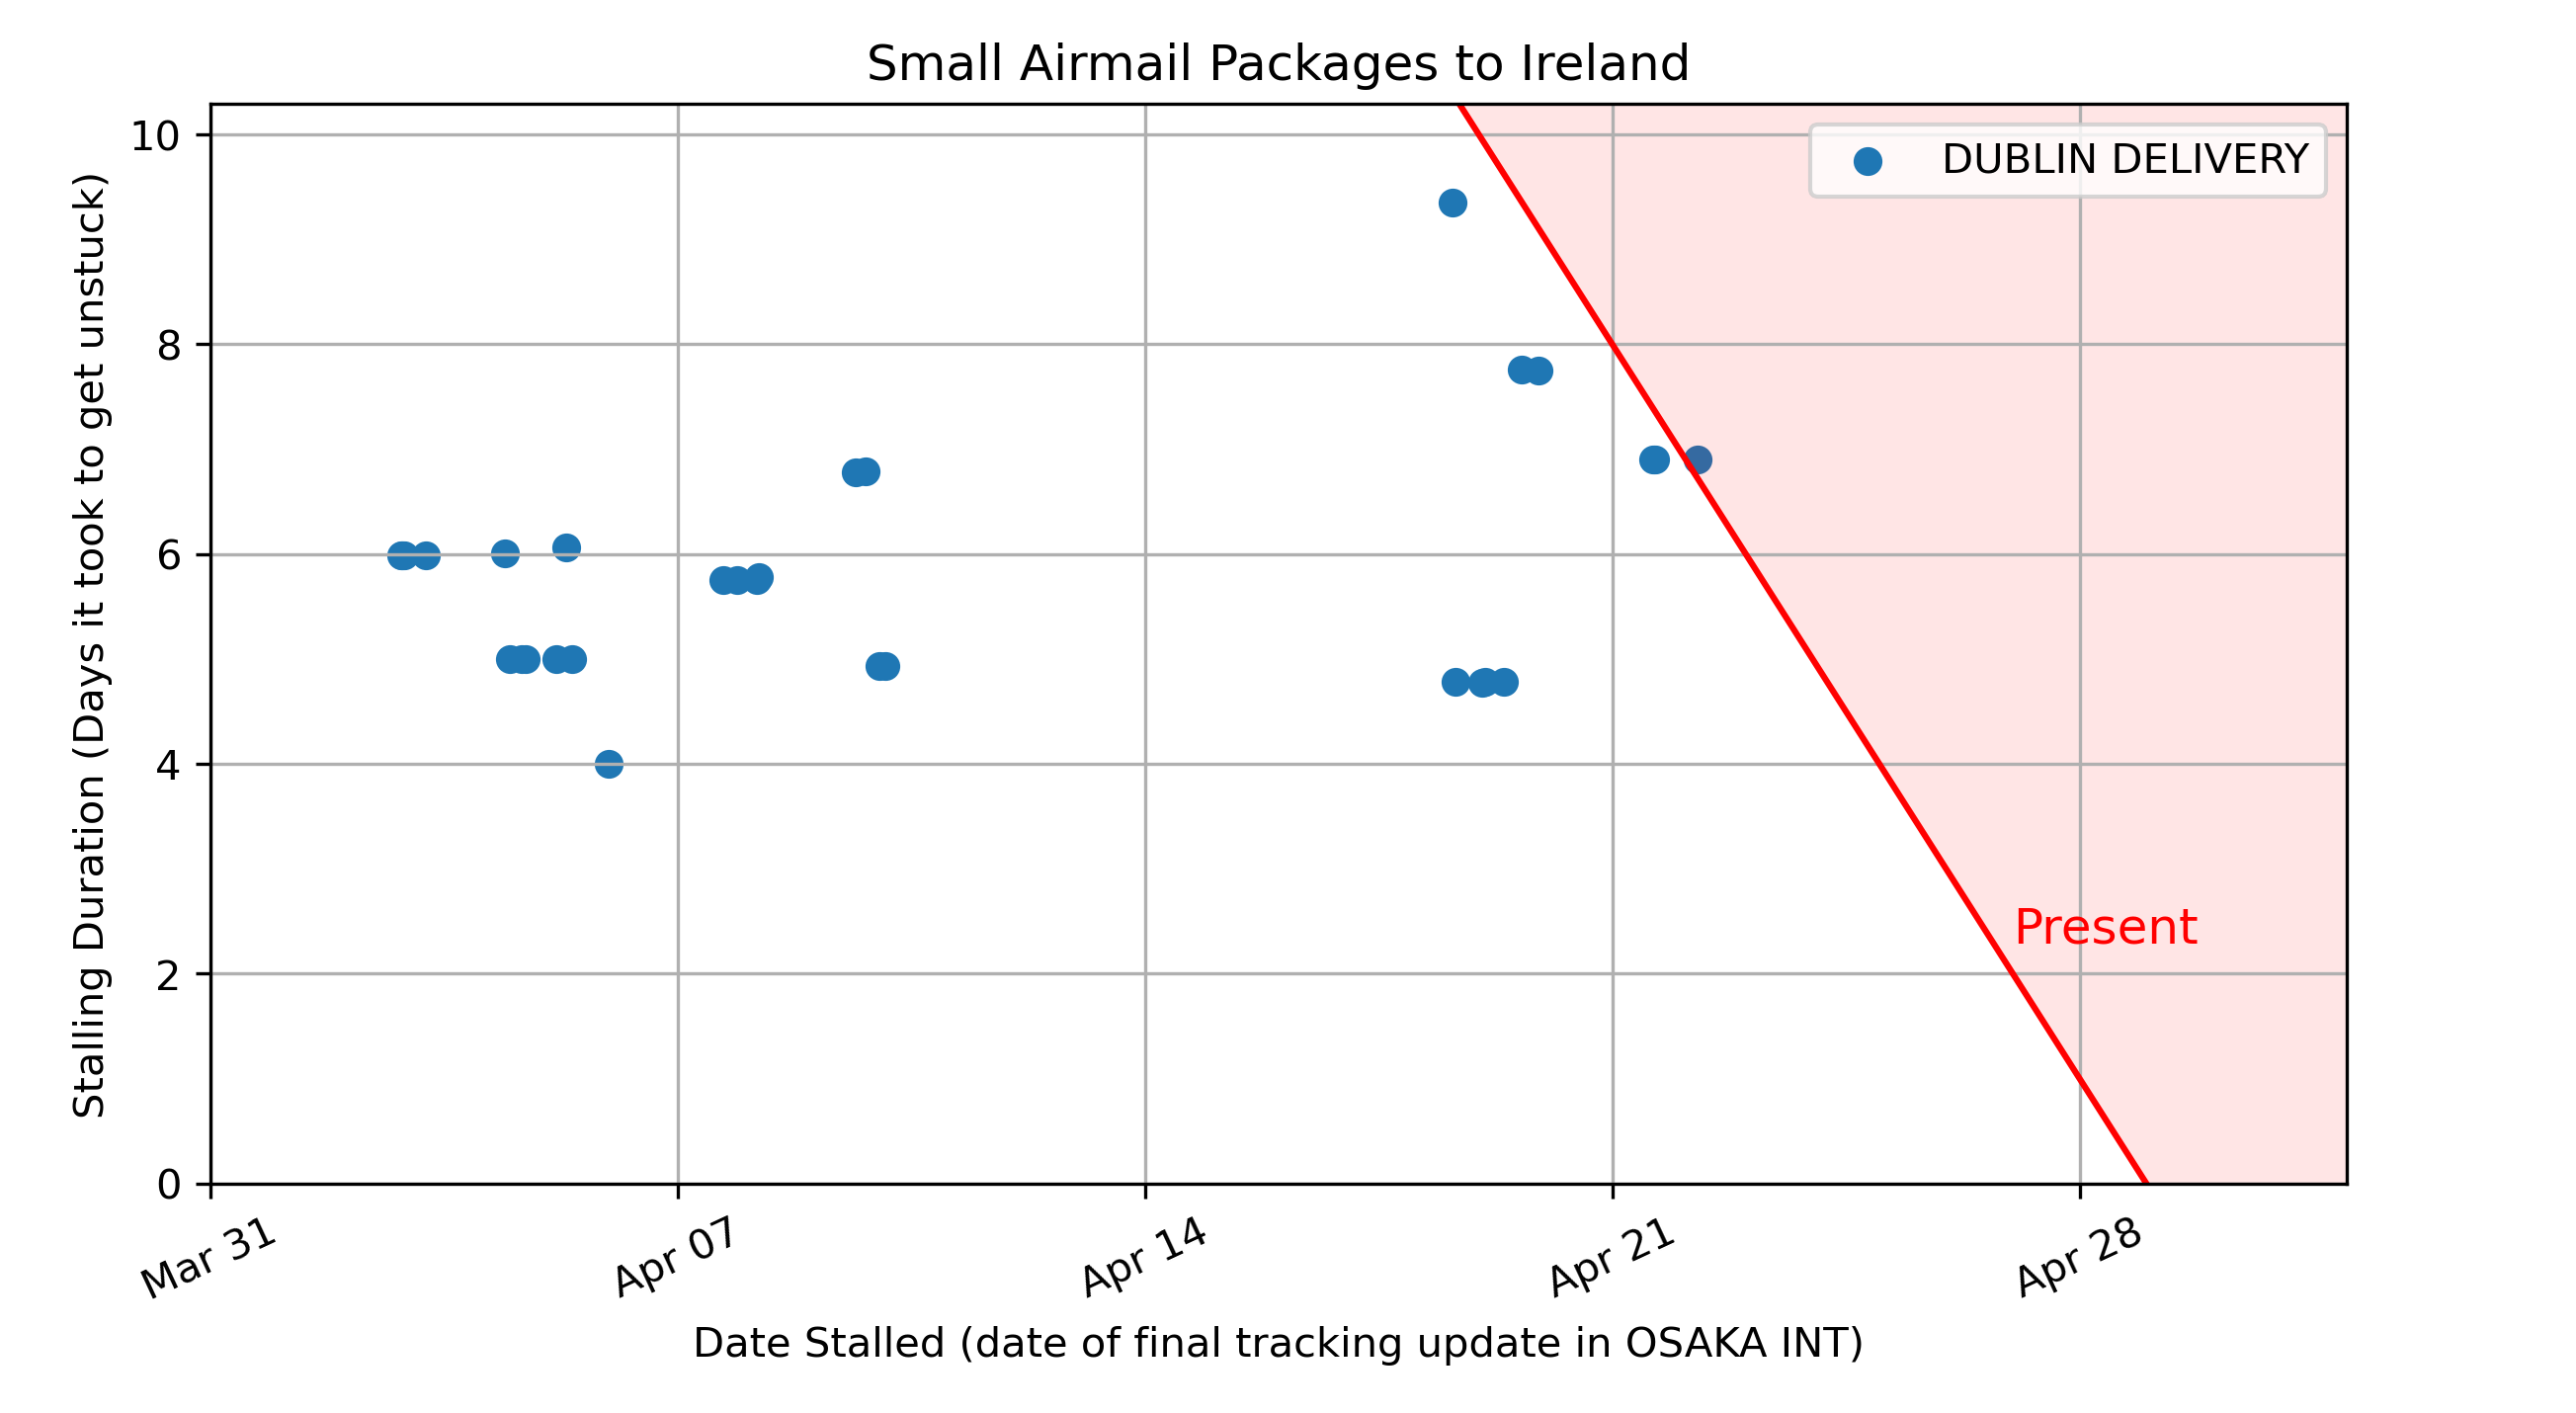 Small Airmail Packages to Ireland
Stalling Duration (Days it took to get unstuck)
10
8
6
4
2
0
DUBLIN DELIVERY
Present
Mar 31
Apr 07
Apr 14
Apr 21
Apr 28
Date Stalled (date of final tracking update in OSAKA INT)